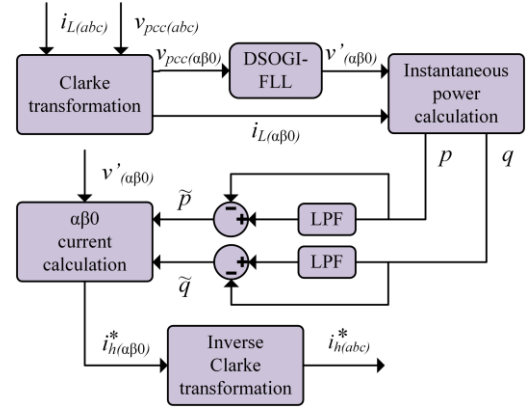 i_L(abc)
v_pcc(abc)
Clarke
transformation
v_pcc(αβ0)
DSOGI-
FLL
v'_(αβ0)
Instantaneous
power
calculation
i_L(αβ0)
p
q
v'_(αβ0)
αβ0
current
calculation
p̃
-
+
LPF
q̃
+
-
LPF
i*_h(αβ0)
Inverse
Clarke
transformation
i*_h(abc)